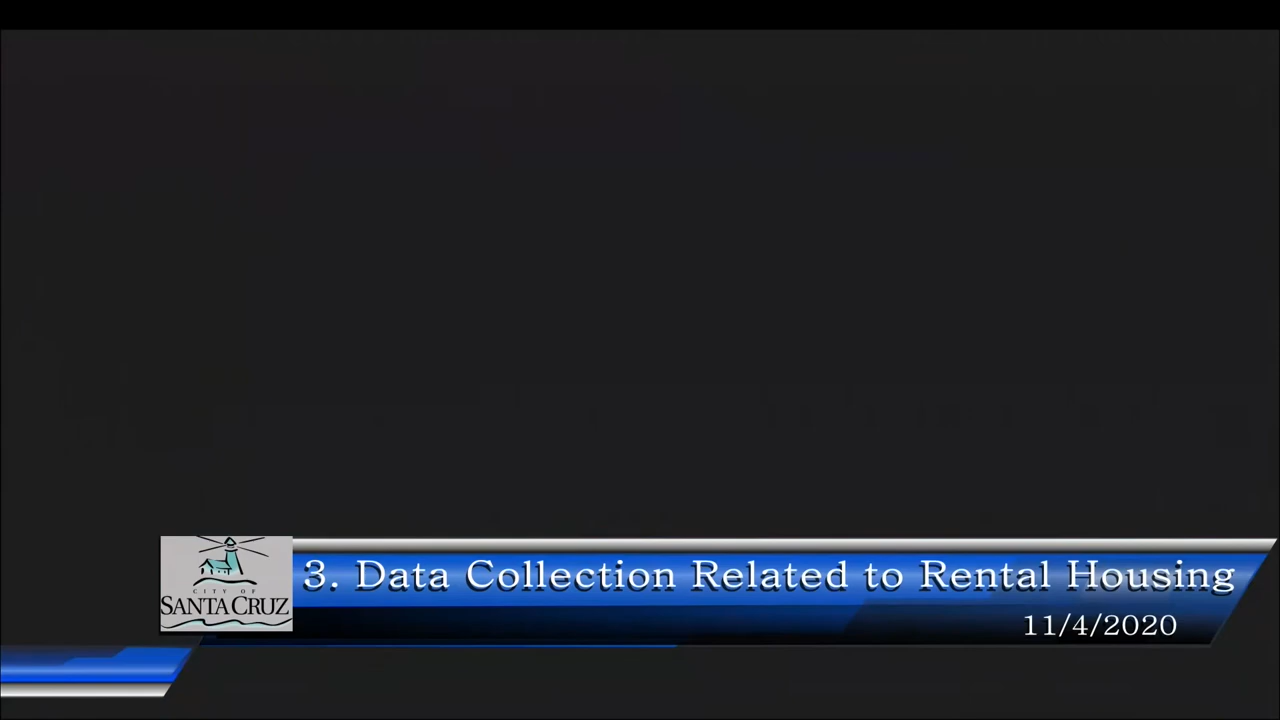 3. Data Collection Related to Rental Housing
CITY OF
SANTA CRUZ
11/4/2020